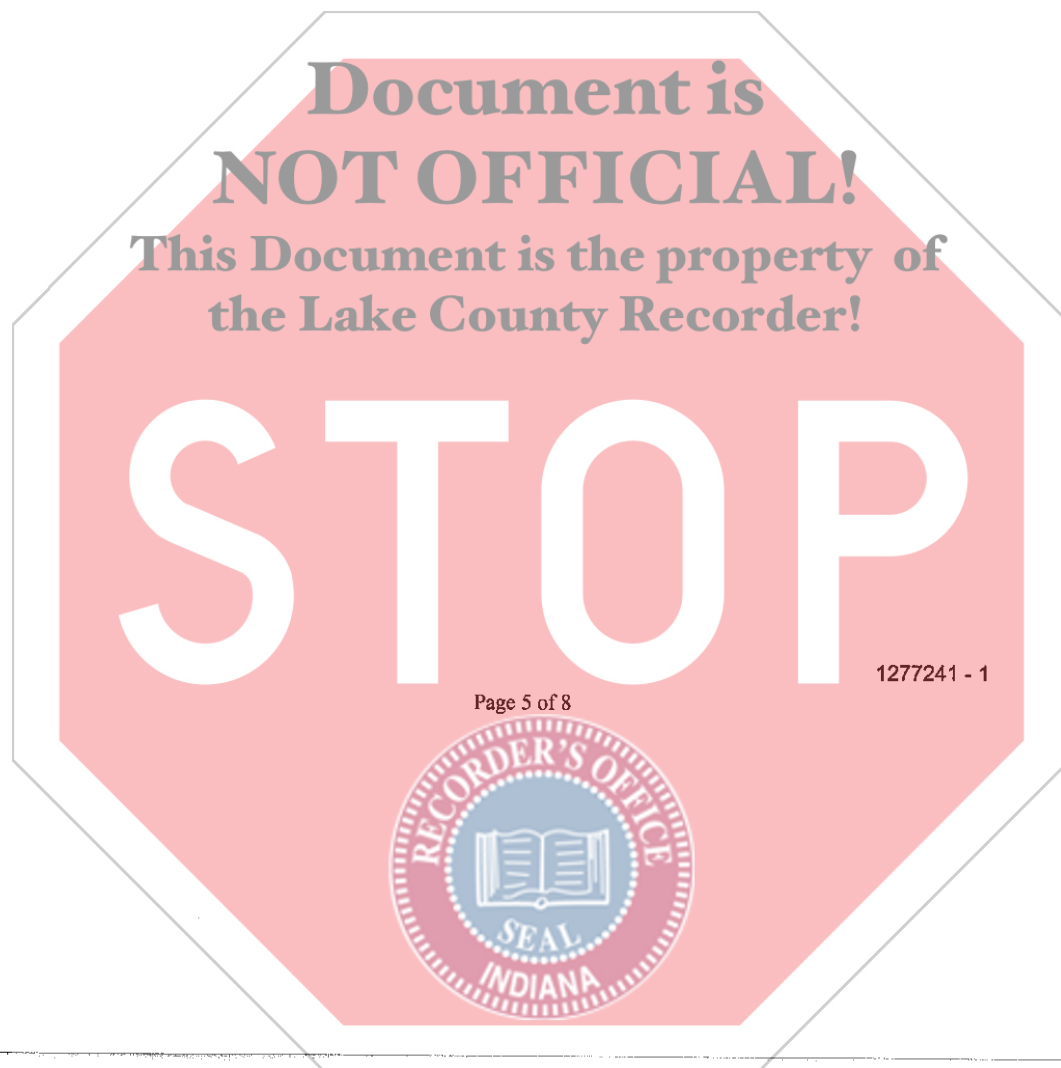 Document is
NOT OFFICIAL!
This Document is the property of
the Lake County Recorder!
STOP
1277241 - 1
Page 5 of 8
RECORDER'S OFFICE
SEAL
INDIANA